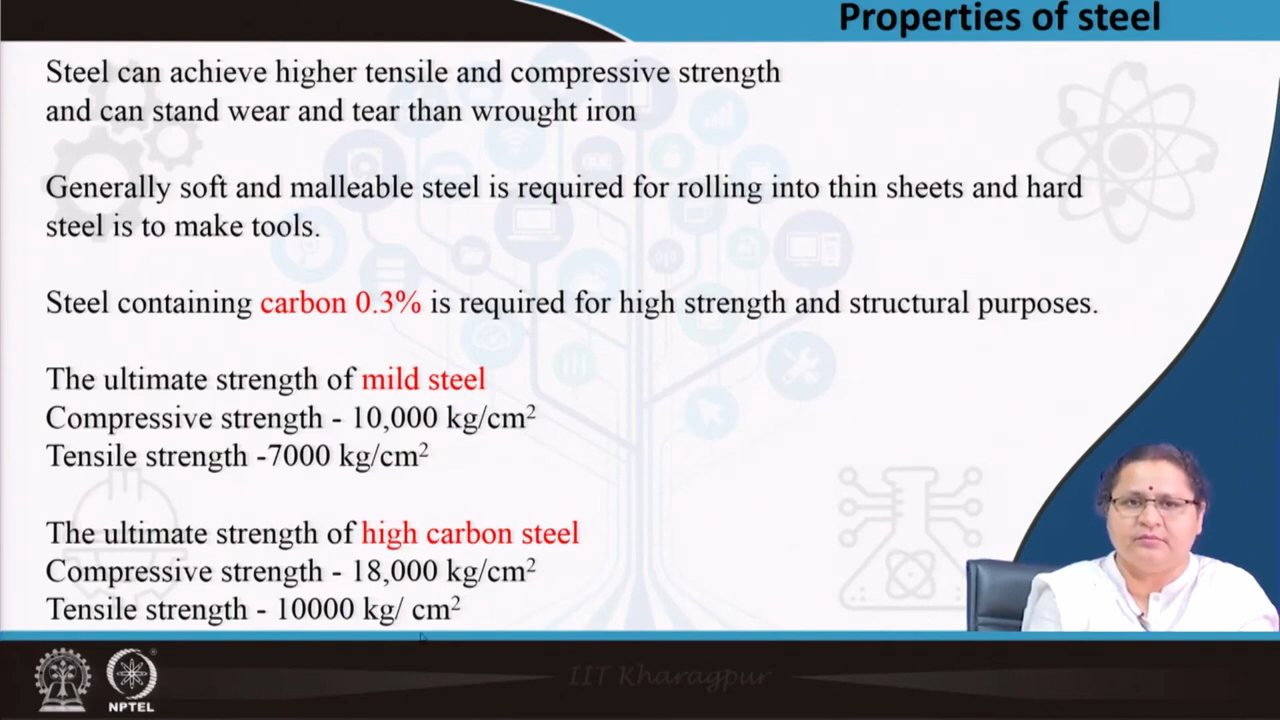 Properties of steel
Steel can achieve higher tensile and compressive strength
and can stand wear and tear than wrought iron
Generally soft and malleable steel is required for rolling into thin sheets and hard
steel is to make tools.
Steel containing carbon 0.3% is required for high strength and structural purposes.
The ultimate strength of mild steel
Compressive strength - 10,000 kg/cm²
Tensile strength -7000 kg/cm²
The ultimate strength of high carbon steel
Compressive strength - 18,000 kg/cm²
Tensile strength - 10000 kg/ cm²
IIT Kharagpur
NPTEL